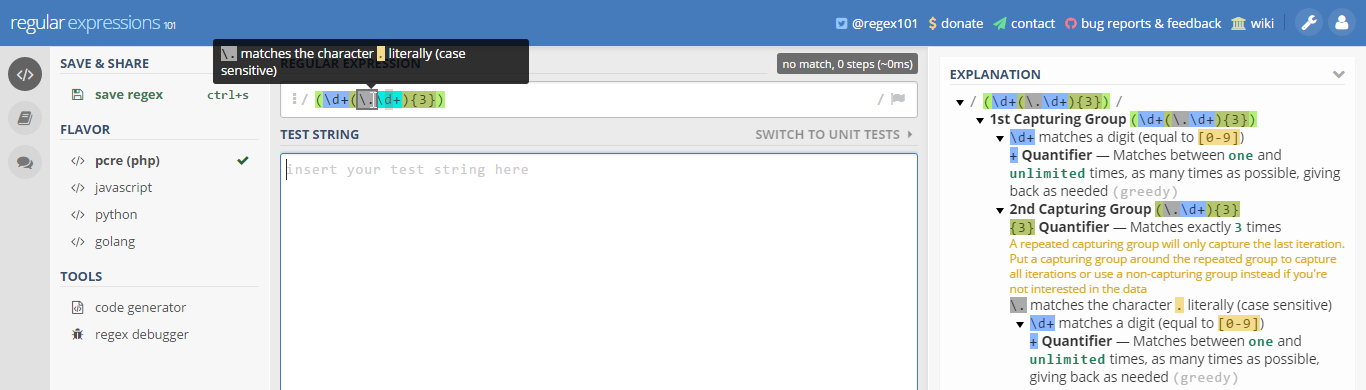 regular expressions 101
@regex101
$ donate
contact
bug reports & feedback
wiki
\. matches the character . literally (case
sensitive)
SAVE & SHARE
save regex ctrl+s
FLAVOR
</> pcre (php)
</> javascript
</> python
</> golang
TOOLS
code generator
regex debugger
REGULAR EXPRESSION
no match, 0 steps (~0ms)
/ (\d+(\.\d+){3}) /
TEST STRING
SWITCH TO UNIT TESTS
insert your test string here
EXPLANATION
/ (\d+(\.\d+){3}) /
1st Capturing Group (\d+(\.\d+){3})
\d+ matches a digit (equal to [0-9])
+ Quantifier — Matches between one and
unlimited times, as many times as possible, giving
back as needed (greedy)
2nd Capturing Group (\.\d+){3}
{3} Quantifier — Matches exactly 3 times
A repeated capturing group will only capture the last iteration.
Put a capturing group around the repeated group to capture
all iterations or use a non-capturing group instead if you're
not interested in the data
\. matches the character . literally (case sensitive)
\d+ matches a digit (equal to [0-9])
+ Quantifier — Matches between one and
unlimited times, as many times as possible,
giving back as needed (greedy)